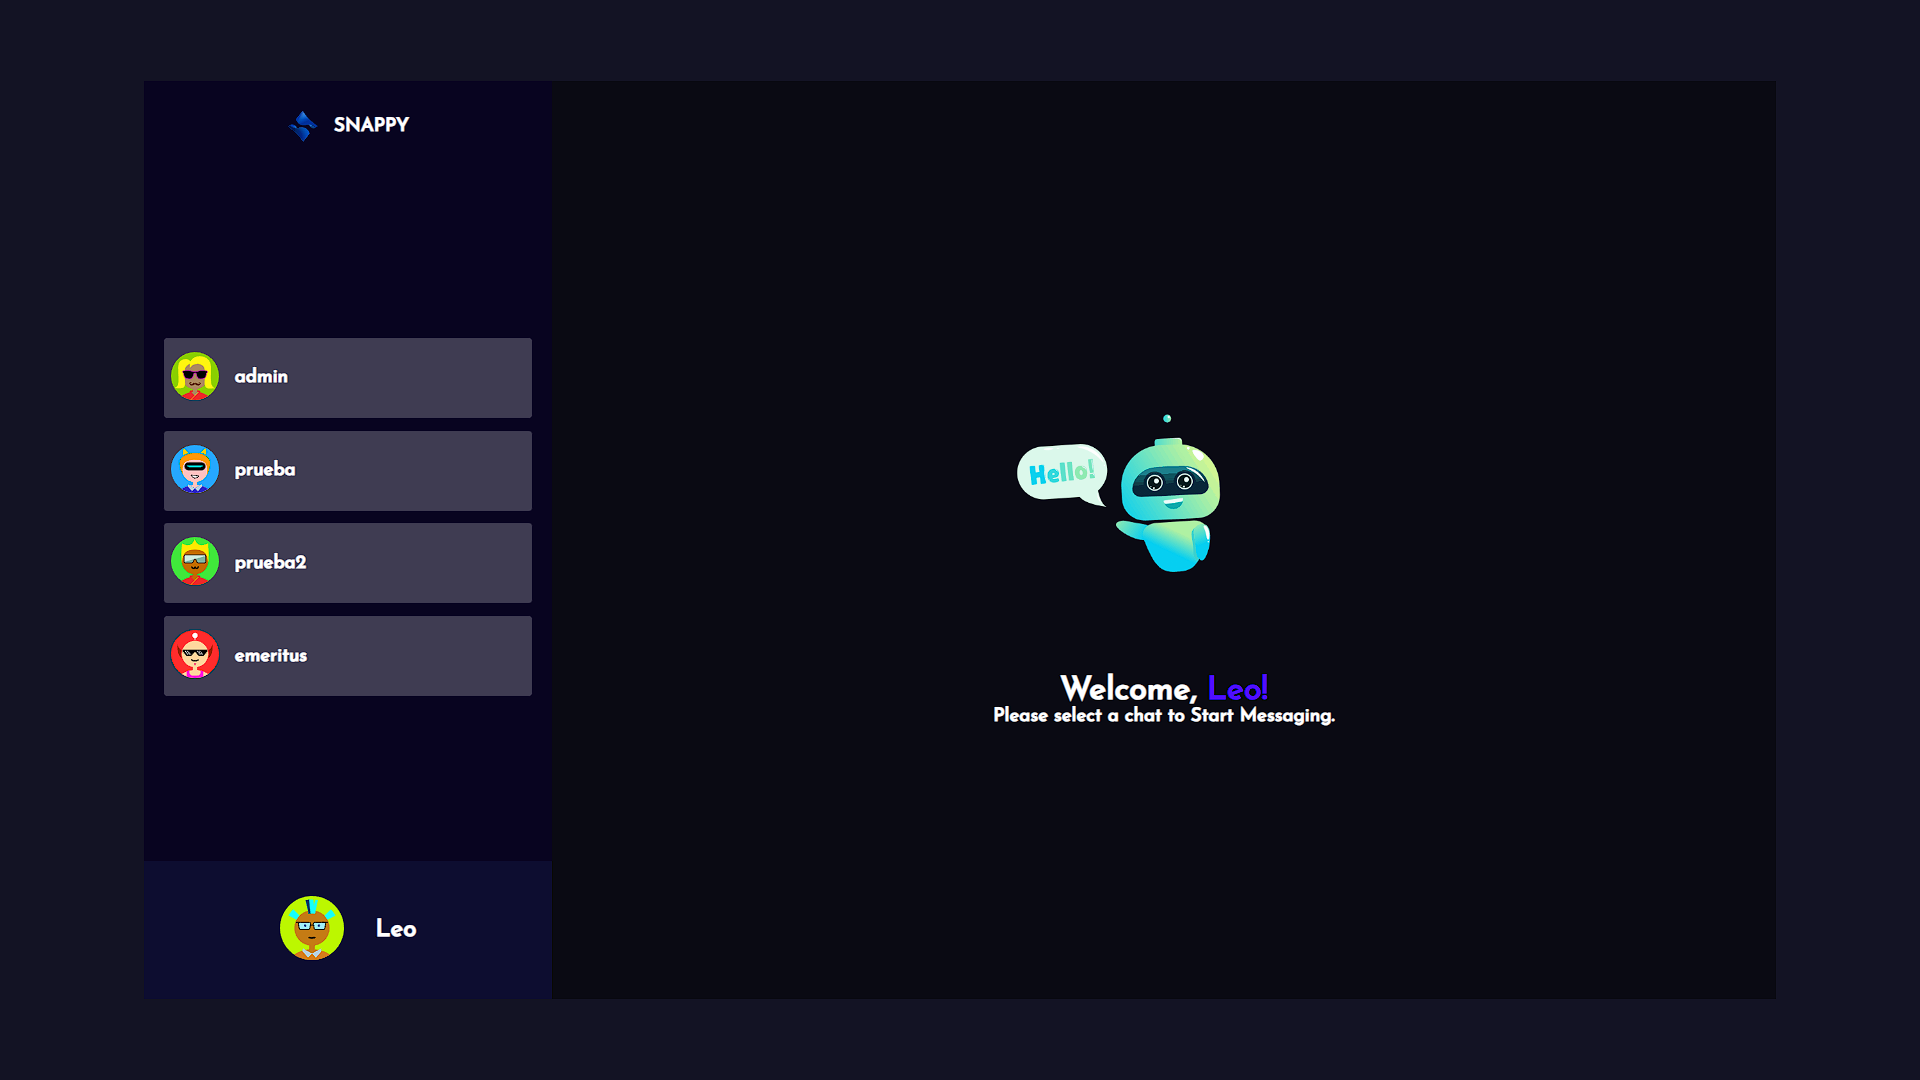 SNAPPY
admin
prueba
prueba2
emeritus
Leo
Hello!
Welcome, Leo!
Please select a chat to Start Messaging.